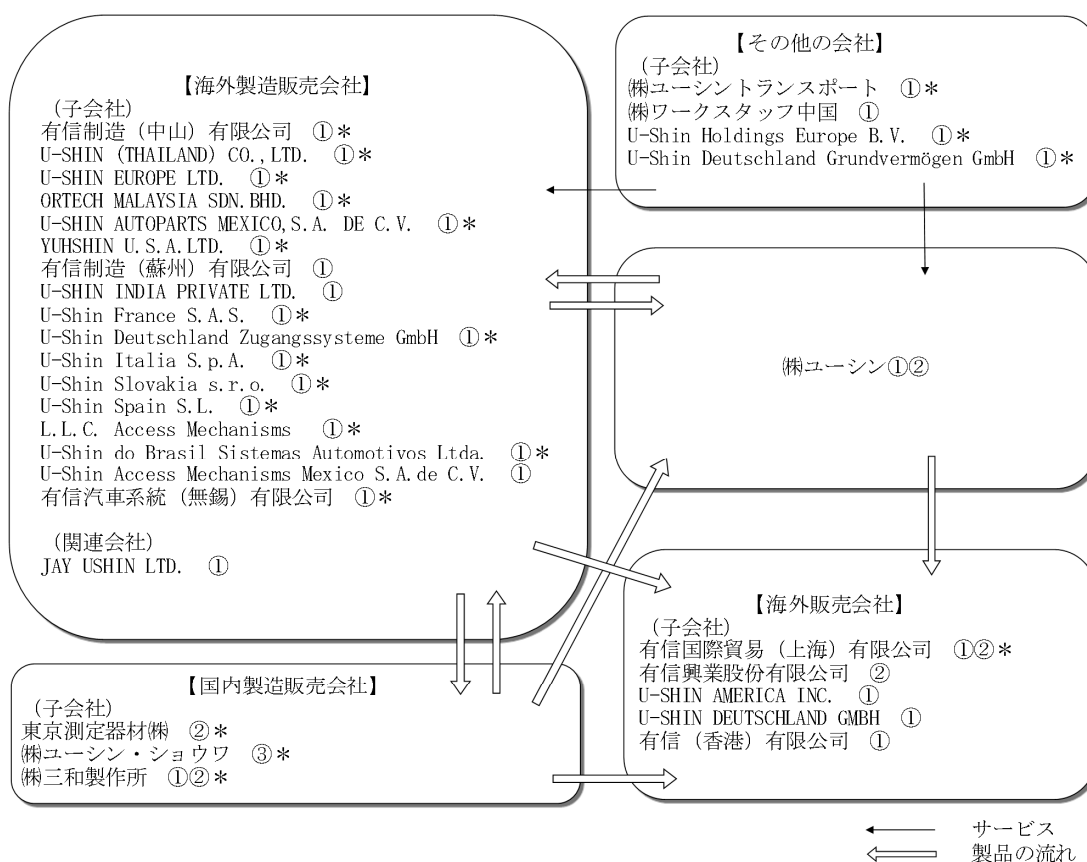 【海外製造販売会社】
(子会社)
有信制造（中山）有限公司 ①＊
U-SHIN (THAILAND) CO.,LTD. ①＊
U-SHIN EUROPE LTD. ①＊
ORTECH MALAYSIA SDN.BHD. ①＊
U-SHIN AUTOPARTS MEXICO,S.A. DE C.V. ①＊
YUHSHIN U.S.A.LTD. ①＊
有信制造（蘇州）有限公司 ①
U-SHIN INDIA PRIVATE LTD. ①
U-Shin France S.A.S. ①＊
U-Shin Deutschland Zugangssysteme GmbH ①＊
U-Shin Italia S.p.A. ①＊
U-Shin Slovakia s.r.o. ①＊
U-Shin Spain S.L. ①＊
L.L.C. Access Mechanisms ①＊
U-Shin do Brasil Sistemas Automotivos Ltda. ①＊
U-Shin Access Mechanisms Mexico S.A.de C.V. ①
有信汽車系統（無錫）有限公司 ①＊
(関連会社)
JAY USHIN LTD. ①
【その他の会社】
(子会社)
㈱ユーシントランスポート ①＊
㈱ワークスタッフ中国 ①
U-Shin Holdings Europe B.V. ①＊
U-Shin Deutschland Grundvermögen GmbH ①＊
㈱ユーシン①②
【国内製造販売会社】
(子会社)
東京測定器材㈱ ②＊
㈱ユーシン・ショウワ ③＊
㈱三和製作所 ①②＊
【海外販売会社】
(子会社)
有信国際貿易（上海）有限公司 ①②＊
有信興業股份有限公司 ②
U-SHIN AMERICA INC. ①
U-SHIN DEUTSCHLAND GMBH ①
有信（香港）有限公司 ①
サービス
製品の流れ